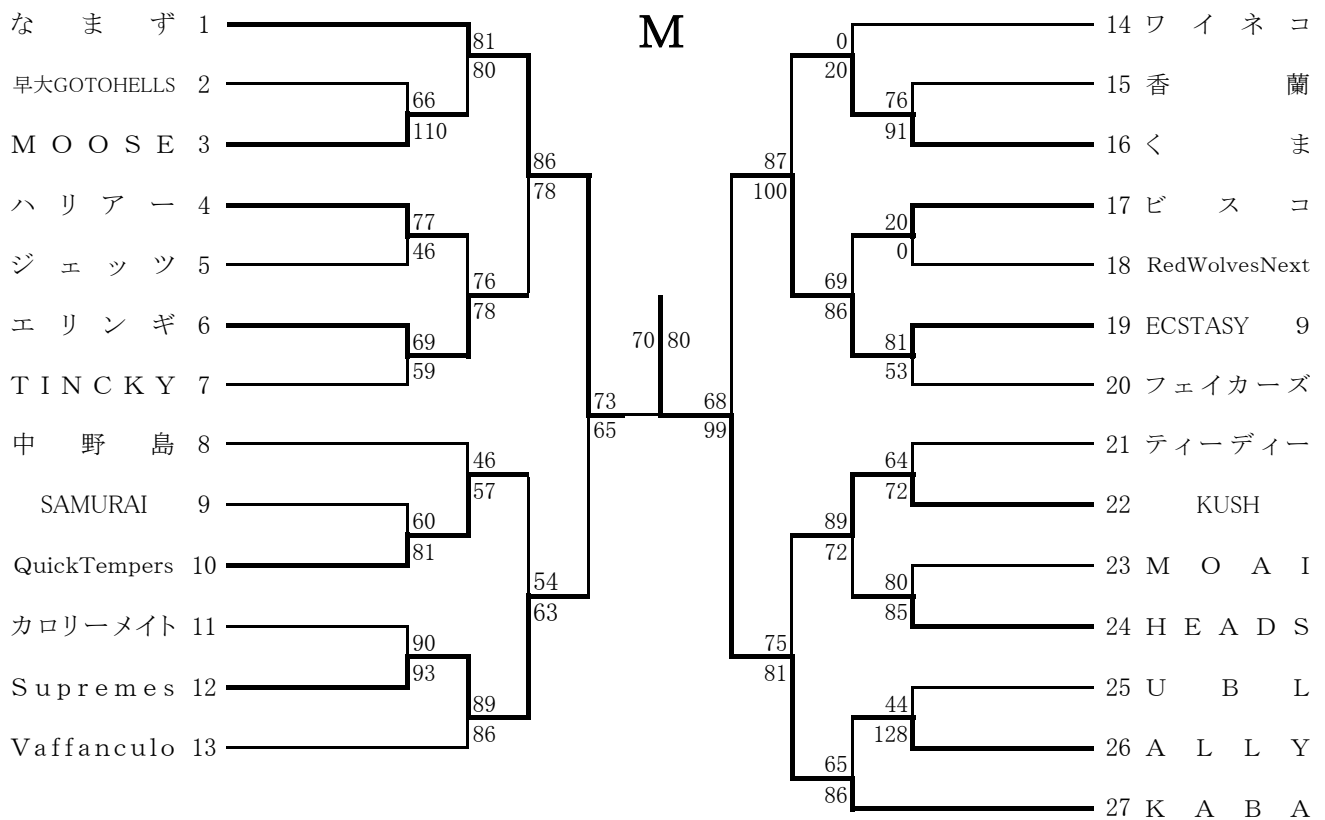 M
なまず 1
81
80
早大GOTOHELLS 2
66
110
MOOSE 3
86
78
ハリアー 4
77
46
ジェッツ 5
76
78
エリンギ 6
69
59
TINCKY 7
73
65
中野島 8
46
57
SAMURAI 9
60
81
QuickTempers 10
54
63
カロリーメイト 11
90
93
Supremes 12
89
86
Vaffanculo 13
70 80
14 ワイネコ
0
20
15 香蘭
76
91
16 くま
87
100
17 ビスコ
20
0
18 RedWolvesNext
69
86
19 ECSTASY 9
81
53
20 フェイカーズ
68
99
21 ティーディー
64
72
22 KUSH
89
72
23 MOAI
80
85
24 HEADS
75
81
25 UBL
44
128
26 ALLY
65
86
27 KABA